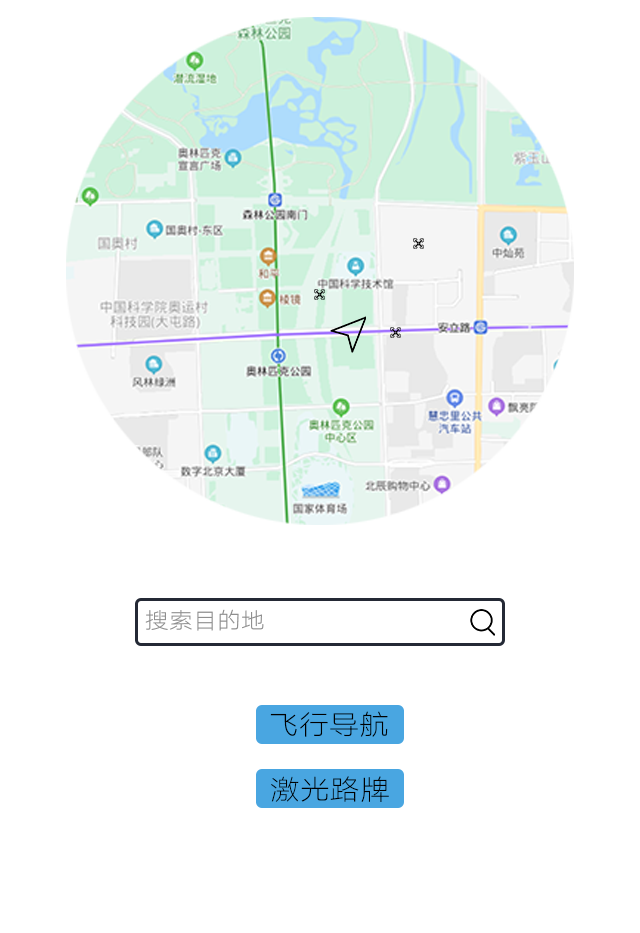 森林公园
潜流湿地
奥林匹克
宣言广场
紫玉山
森林公园南门
国奥村·东区
国奥村
中灿苑
和平
中国科学技术馆
棱镜
中国科学院奥运村
科技园(大屯路)
安立路
奥林匹克公园
风林绿洲
慧忠里公共
汽车站
飘亮
奥林匹克公园
中心区
部队
数字北京大厦
北辰购物中心
国家体育场
搜索目的地
飞行导航
激光路牌